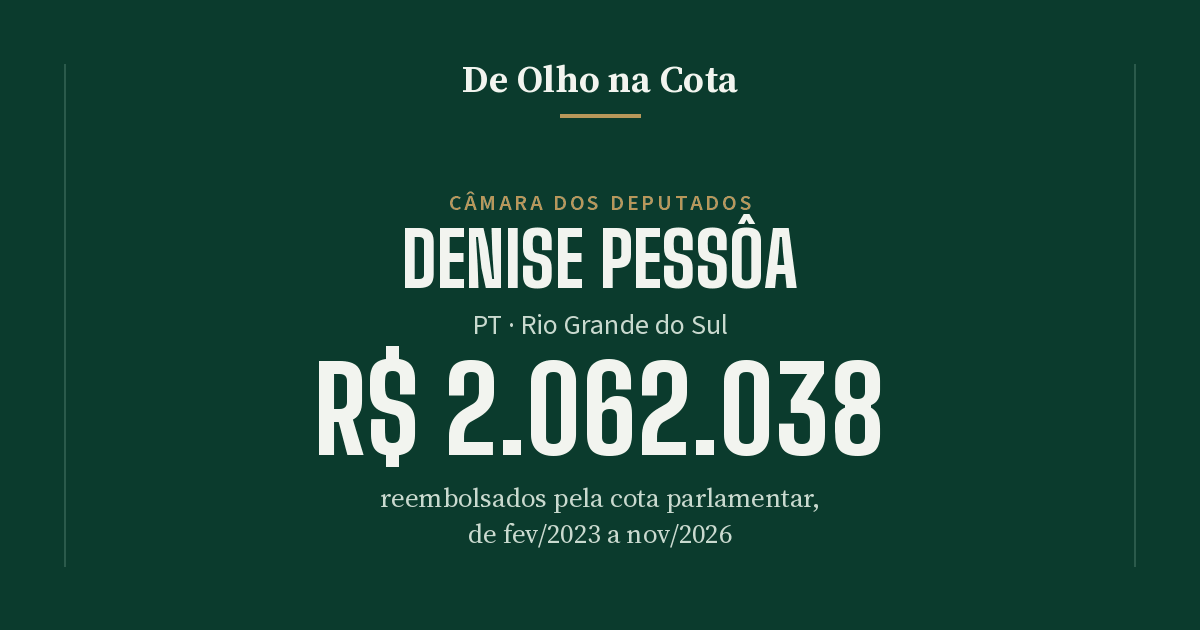 De Olho na Cota
CÂMARA DOS DEPUTADOS
DENISE PESSÔA
PT · Rio Grande do Sul
R$ 2.062.038
reembolsados pela cota parlamentar,
de fev/2023 a nov/2026